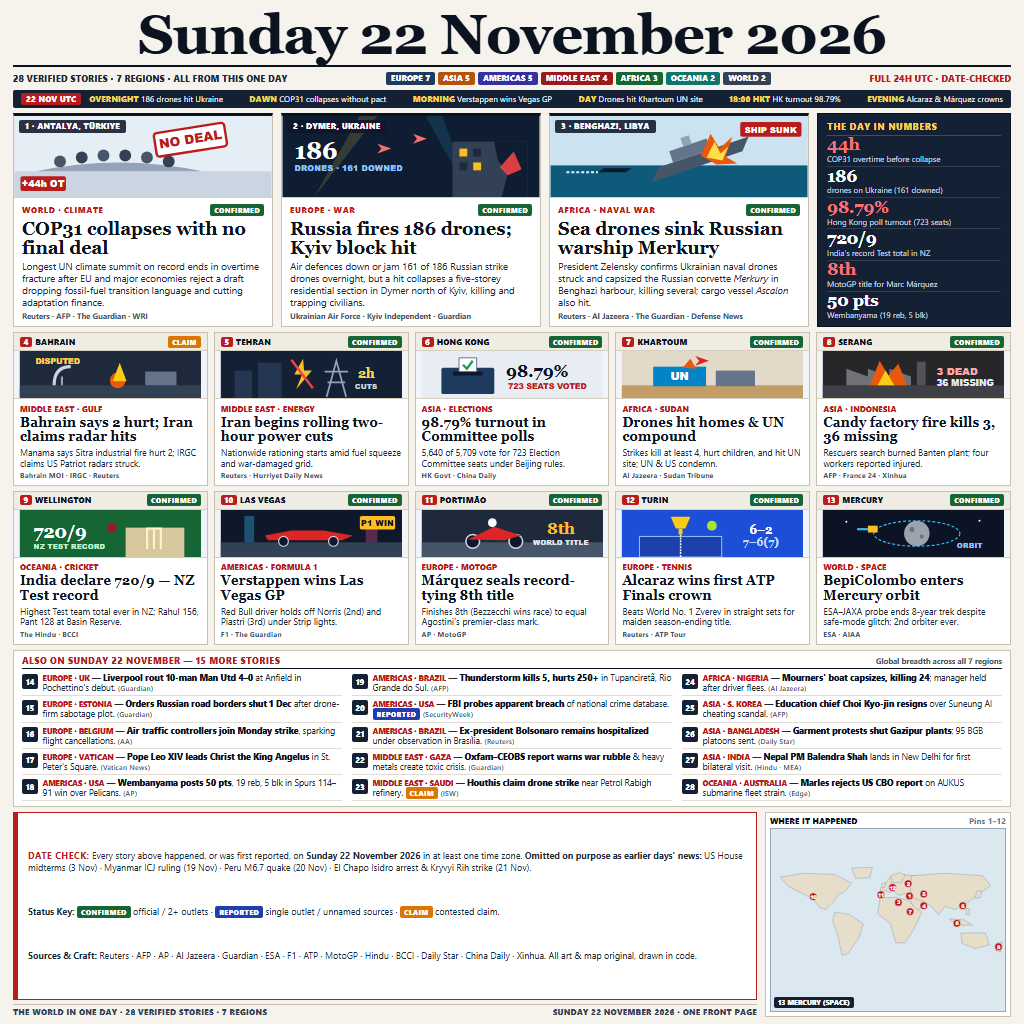 Sunday 22 November 2026
28 VERIFIED STORIES · 7 REGIONS · ALL FROM THIS ONE DAY
EUROPE 7 ASIA 5 AMERICAS 5 MIDDLE EAST 4 AFRICA 3 OCEANIA 2 WORLD 2
FULL 24H UTC · DATE-CHECKED
22 NOV UTC OVERNIGHT 186 drones hit Ukraine DAWN COP31 collapses without pact MORNING Verstappen wins Vegas GP DAY Drones hit Khartoum UN site 18:00 HKT HK turnout 98.79% EVENING Alcaraz & Márquez crowns
1 · ANTALYA, TÜRKIYE
NO DEAL
+44h OT
WORLD · CLIMATE CONFIRMED
COP31 collapses with no
final deal
Longest UN climate summit on record ends in overtime
fracture after EU and major economies reject a draft
dropping fossil-fuel transition language and cutting
adaptation finance.
Reuters · AFP · The Guardian · WRI
2 · DYMER, UKRAINE
186
DRONES · 161 DOWNED
EUROPE · WAR CONFIRMED
Russia fires 186 drones;
Kyiv block hit
Air defences down or jam 161 of 186 Russian strike
drones overnight, but a hit collapses a five-storey
residential section in Dymer north of Kyiv, killing and
trapping civilians.
Ukrainian Air Force · Kyiv Independent · Guardian
3 · BENGHAZI, LIBYA
SHIP SUNK
AFRICA · NAVAL WAR CONFIRMED
Sea drones sink Russian
warship Merkury
President Zelensky confirms Ukrainian naval drones
struck and capsized the Russian corvette Merkury in
Benghazi harbour, killing several; cargo vessel Ascalon
also hit.
Reuters · Al Jazeera · The Guardian · Defense News
THE DAY IN NUMBERS
44h
COP31 overtime before collapse
186
drones on Ukraine (161 downed)
98.79%
Hong Kong poll turnout (723 seats)
720/9
India's record Test total in NZ
8th
MotoGP title for Marc Márquez
50 pts
Wembanyama (19 reb, 5 blk)
4 BAHRAIN CLAIM
DISPUTED
MIDDLE EAST · GULF
Bahrain says 2 hurt; Iran
claims radar hits
Manama says Sitra industrial fire hurt 2; IRGC
claims US Patriot radars struck.
Bahrain MOI · IRGC · Reuters
5 TEHRAN CONFIRMED
2h
CUTS
MIDDLE EAST · ENERGY
Iran begins rolling two-
hour power cuts
Nationwide rationing starts amid fuel squeeze
and war-damaged grid.
Reuters · Hurriyet Daily News
6 HONG KONG CONFIRMED
98.79%
723 SEATS VOTED
ASIA · ELECTIONS
98.79% turnout in
Committee polls
5,640 of 5,709 vote for 723 Election
Committee seats under Beijing rules.
HK Govt · China Daily
7 KHARTOUM CONFIRMED
UN
AFRICA · SUDAN
Drones hit homes & UN
compound
Strikes kill at least 4, hurt children, and hit UN
site; UN & US condemn.
Al Jazeera · Sudan Tribune
8 SERANG CONFIRMED
3 DEAD
36 MISSING
ASIA · INDONESIA
Candy factory fire kills 3,
36 missing
Rescuers search burned Banten plant; four
workers reported injured.
AFP · France 24 · Xinhua
9 WELLINGTON CONFIRMED
720/9
NZ TEST RECORD
OCEANIA · CRICKET
India declare 720/9 — NZ
Test record
Highest Test team total ever in NZ; Rahul 156,
Pant 128 at Basin Reserve.
The Hindu · BCCI
10 LAS VEGAS CONFIRMED
P1 WIN
AMERICAS · FORMULA 1
Verstappen wins Las
Vegas GP
Red Bull driver holds off Norris (2nd) and
Piastri (3rd) under Strip lights.
F1 · The Guardian
11 PORTIMÃO CONFIRMED
8th
WORLD TITLE
EUROPE · MOTOGP
Márquez seals record-
tying 8th title
Finishes 8th (Bezzecchi wins race) to equal
Agostini's premier-class mark.
AP · MotoGP
12 TURIN CONFIRMED
6–2
7–6(7)
EUROPE · TENNIS
Alcaraz wins first ATP
Finals crown
Beats World No. 1 Zverev in straight sets for
maiden season-ending title.
Reuters · ATP Tour
13 MERCURY CONFIRMED
ORBIT
WORLD · SPACE
BepiColombo enters
Mercury orbit
ESA–JAXA probe ends 8-year trek despite
safe-mode glitch; 2nd orbiter ever.
ESA · AIAA
ALSO ON SUNDAY 22 NOVEMBER — 15 MORE STORIES
Global breadth across all 7 regions
14 EUROPE · UK — Liverpool rout 10-man Man Utd 4–0 at Anfield in
Pochettino's debut. (Guardian)
15 EUROPE · ESTONIA — Orders Russian road borders shut 1 Dec after drone-
firm sabotage plot. (Guardian)
16 EUROPE · BELGIUM — Air traffic controllers join Monday strike, sparking
flight cancellations. (AA)
17 EUROPE · VATICAN — Pope Leo XIV leads Christ the King Angelus in St.
Peter's Square. (Vatican News)
18 AMERICAS · USA — Wembanyama posts 50 pts, 19 reb, 5 blk in Spurs 114–
91 win over Pelicans. (AP)
19 AMERICAS · BRAZIL — Thunderstorm kills 5, hurts 250+ in Tupanciretã, Rio
Grande do Sul. (AFP)
20 AMERICAS · USA — FBI probes apparent breach of national crime database.
REPORTED (SecurityWeek)
21 AMERICAS · BRAZIL — Ex-president Bolsonaro remains hospitalized
under observation in Brasília. (Reuters)
22 MIDDLE EAST · GAZA — Oxfam–CEOBS report warns war rubble & heavy
metals create toxic crisis. (Guardian)
23 MIDDLE EAST · SAUDI — Houthis claim drone strike near Petrol Rabigh
refinery. CLAIM (ISW)
24 AFRICA · NIGERIA — Mourners' boat capsizes, killing 24; manager held
after driver flees. (Al Jazeera)
25 ASIA · S. KOREA — Education chief Choi Kyo-jin resigns over Suneung AI
cheating scandal. (AFP)
26 ASIA · BANGLADESH — Garment protests shut Gazipur plants; 95 BGB
platoons sent. (Daily Star)
27 ASIA · INDIA — Nepal PM Balendra Shah lands in New Delhi for first
bilateral visit. (Hindu · MEA)
28 OCEANIA · AUSTRALIA — Marles rejects US CBO report on AUKUS
submarine fleet strain. (Edge)
DATE CHECK: Every story above happened, or was first reported, on Sunday 22 November 2026 in at least one time zone. Omitted on purpose as earlier days' news: US House
midterms (3 Nov) · Myanmar ICJ ruling (19 Nov) · Peru M6.7 quake (20 Nov) · El Chapo Isidro arrest & Kryvyi Rih strike (21 Nov).
Status Key: CONFIRMED official / 2+ outlets · REPORTED single outlet / unnamed sources · CLAIM contested claim.
Sources & Craft: Reuters · AFP · AP · Al Jazeera · Guardian · ESA · F1 · ATP · MotoGP · Hindu · BCCI · Daily Star · China Daily · Xinhua. All art & map original, drawn in code.
WHERE IT HAPPENED Pins 1–12
13 MERCURY (SPACE)
THE WORLD IN ONE DAY · 28 VERIFIED STORIES · 7 REGIONS
SUNDAY 22 NOVEMBER 2026 · ONE FRONT PAGE